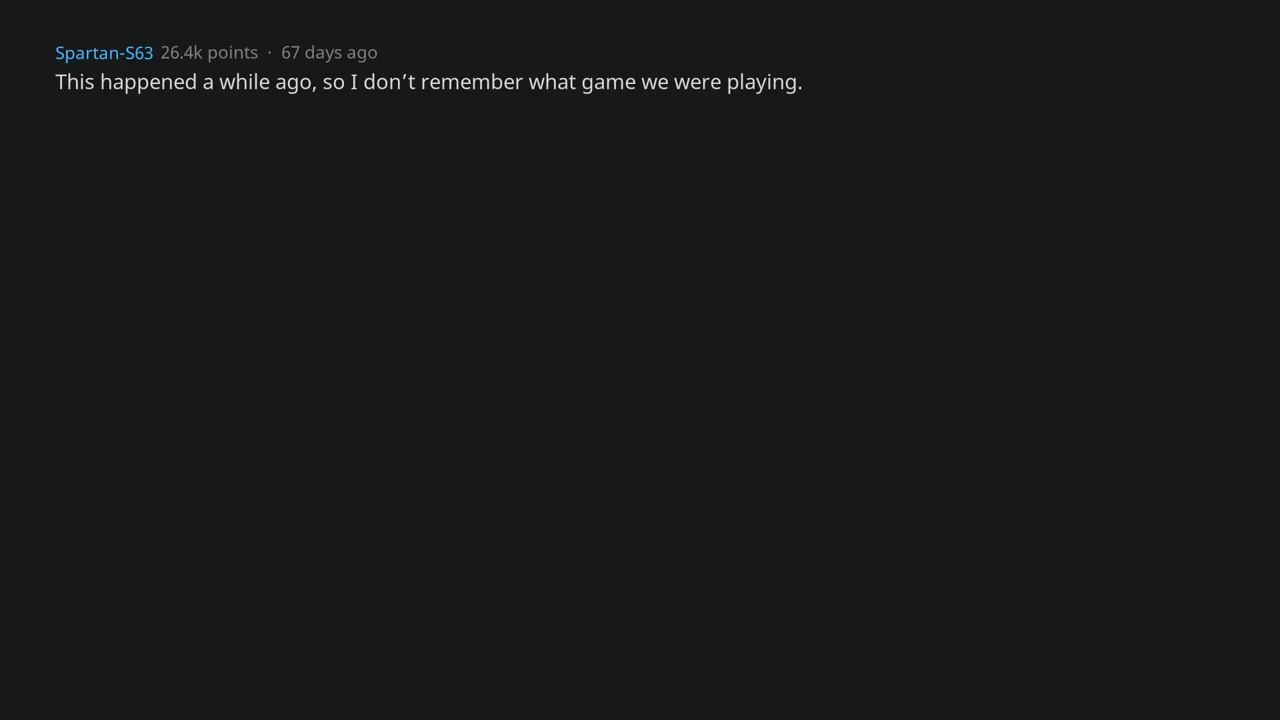 Spartan-S63 26.4k points · 67 days ago
This happened a while ago, so I don’t remember what game we were playing.